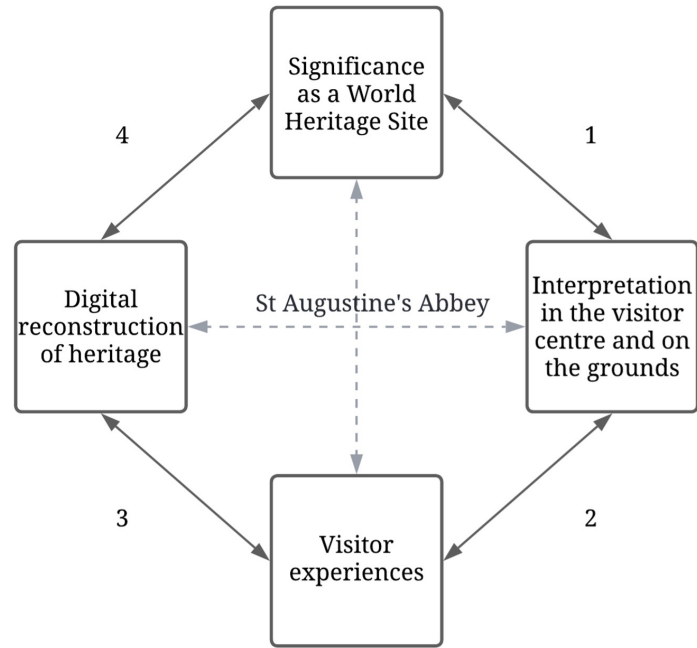 Significance
as a World
Heritage Site
4
1
Digital
reconstruction
of heritage
St Augustine's Abbey
Interpretation
in the visitor
centre and on
the grounds
3
2
Visitor
experiences